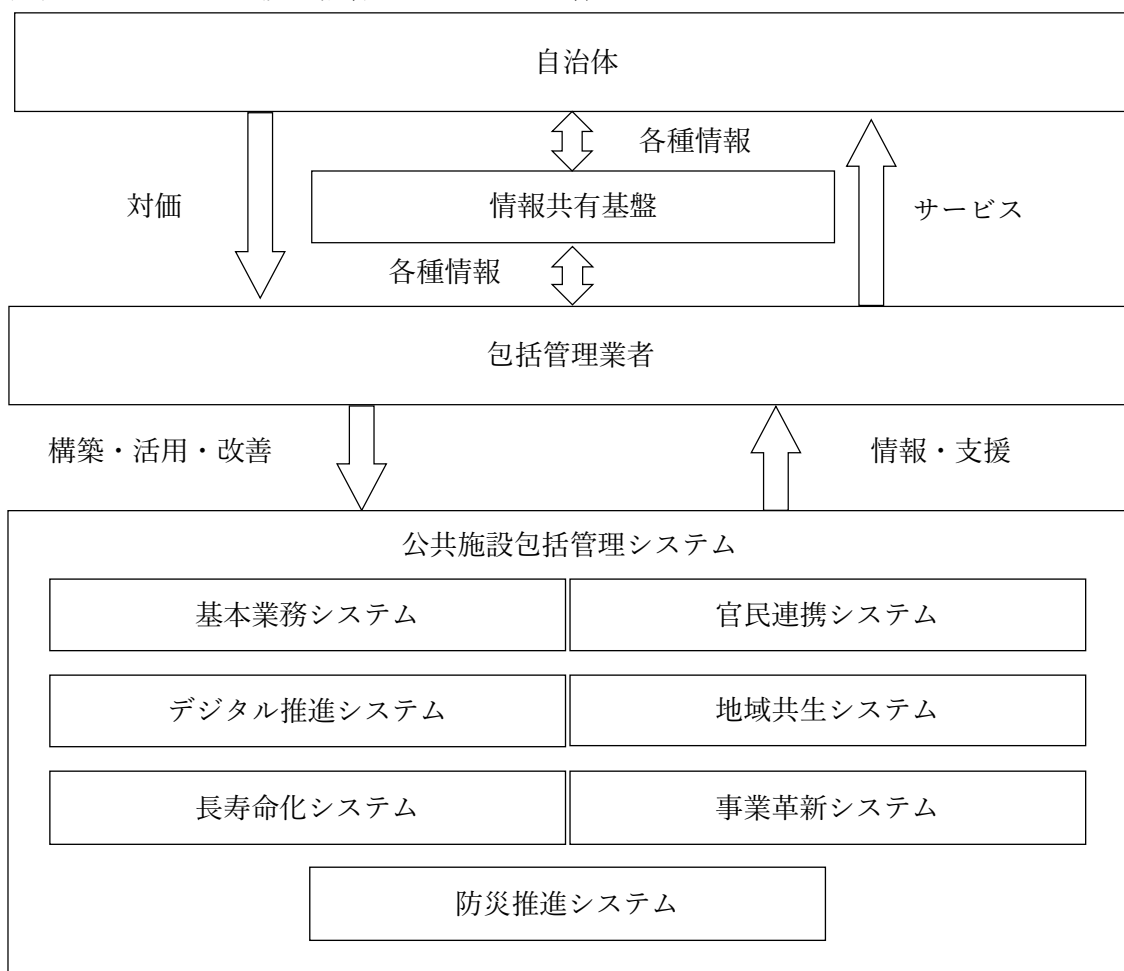 自治体
各種情報
対価
情報共有基盤
サービス
各種情報
包括管理業者
構築・活用・改善
情報・支援
公共施設包括管理システム
基本業務システム
官民連携システム
デジタル推進システム
地域共生システム
長寿命化システム
事業革新システム
防災推進システム